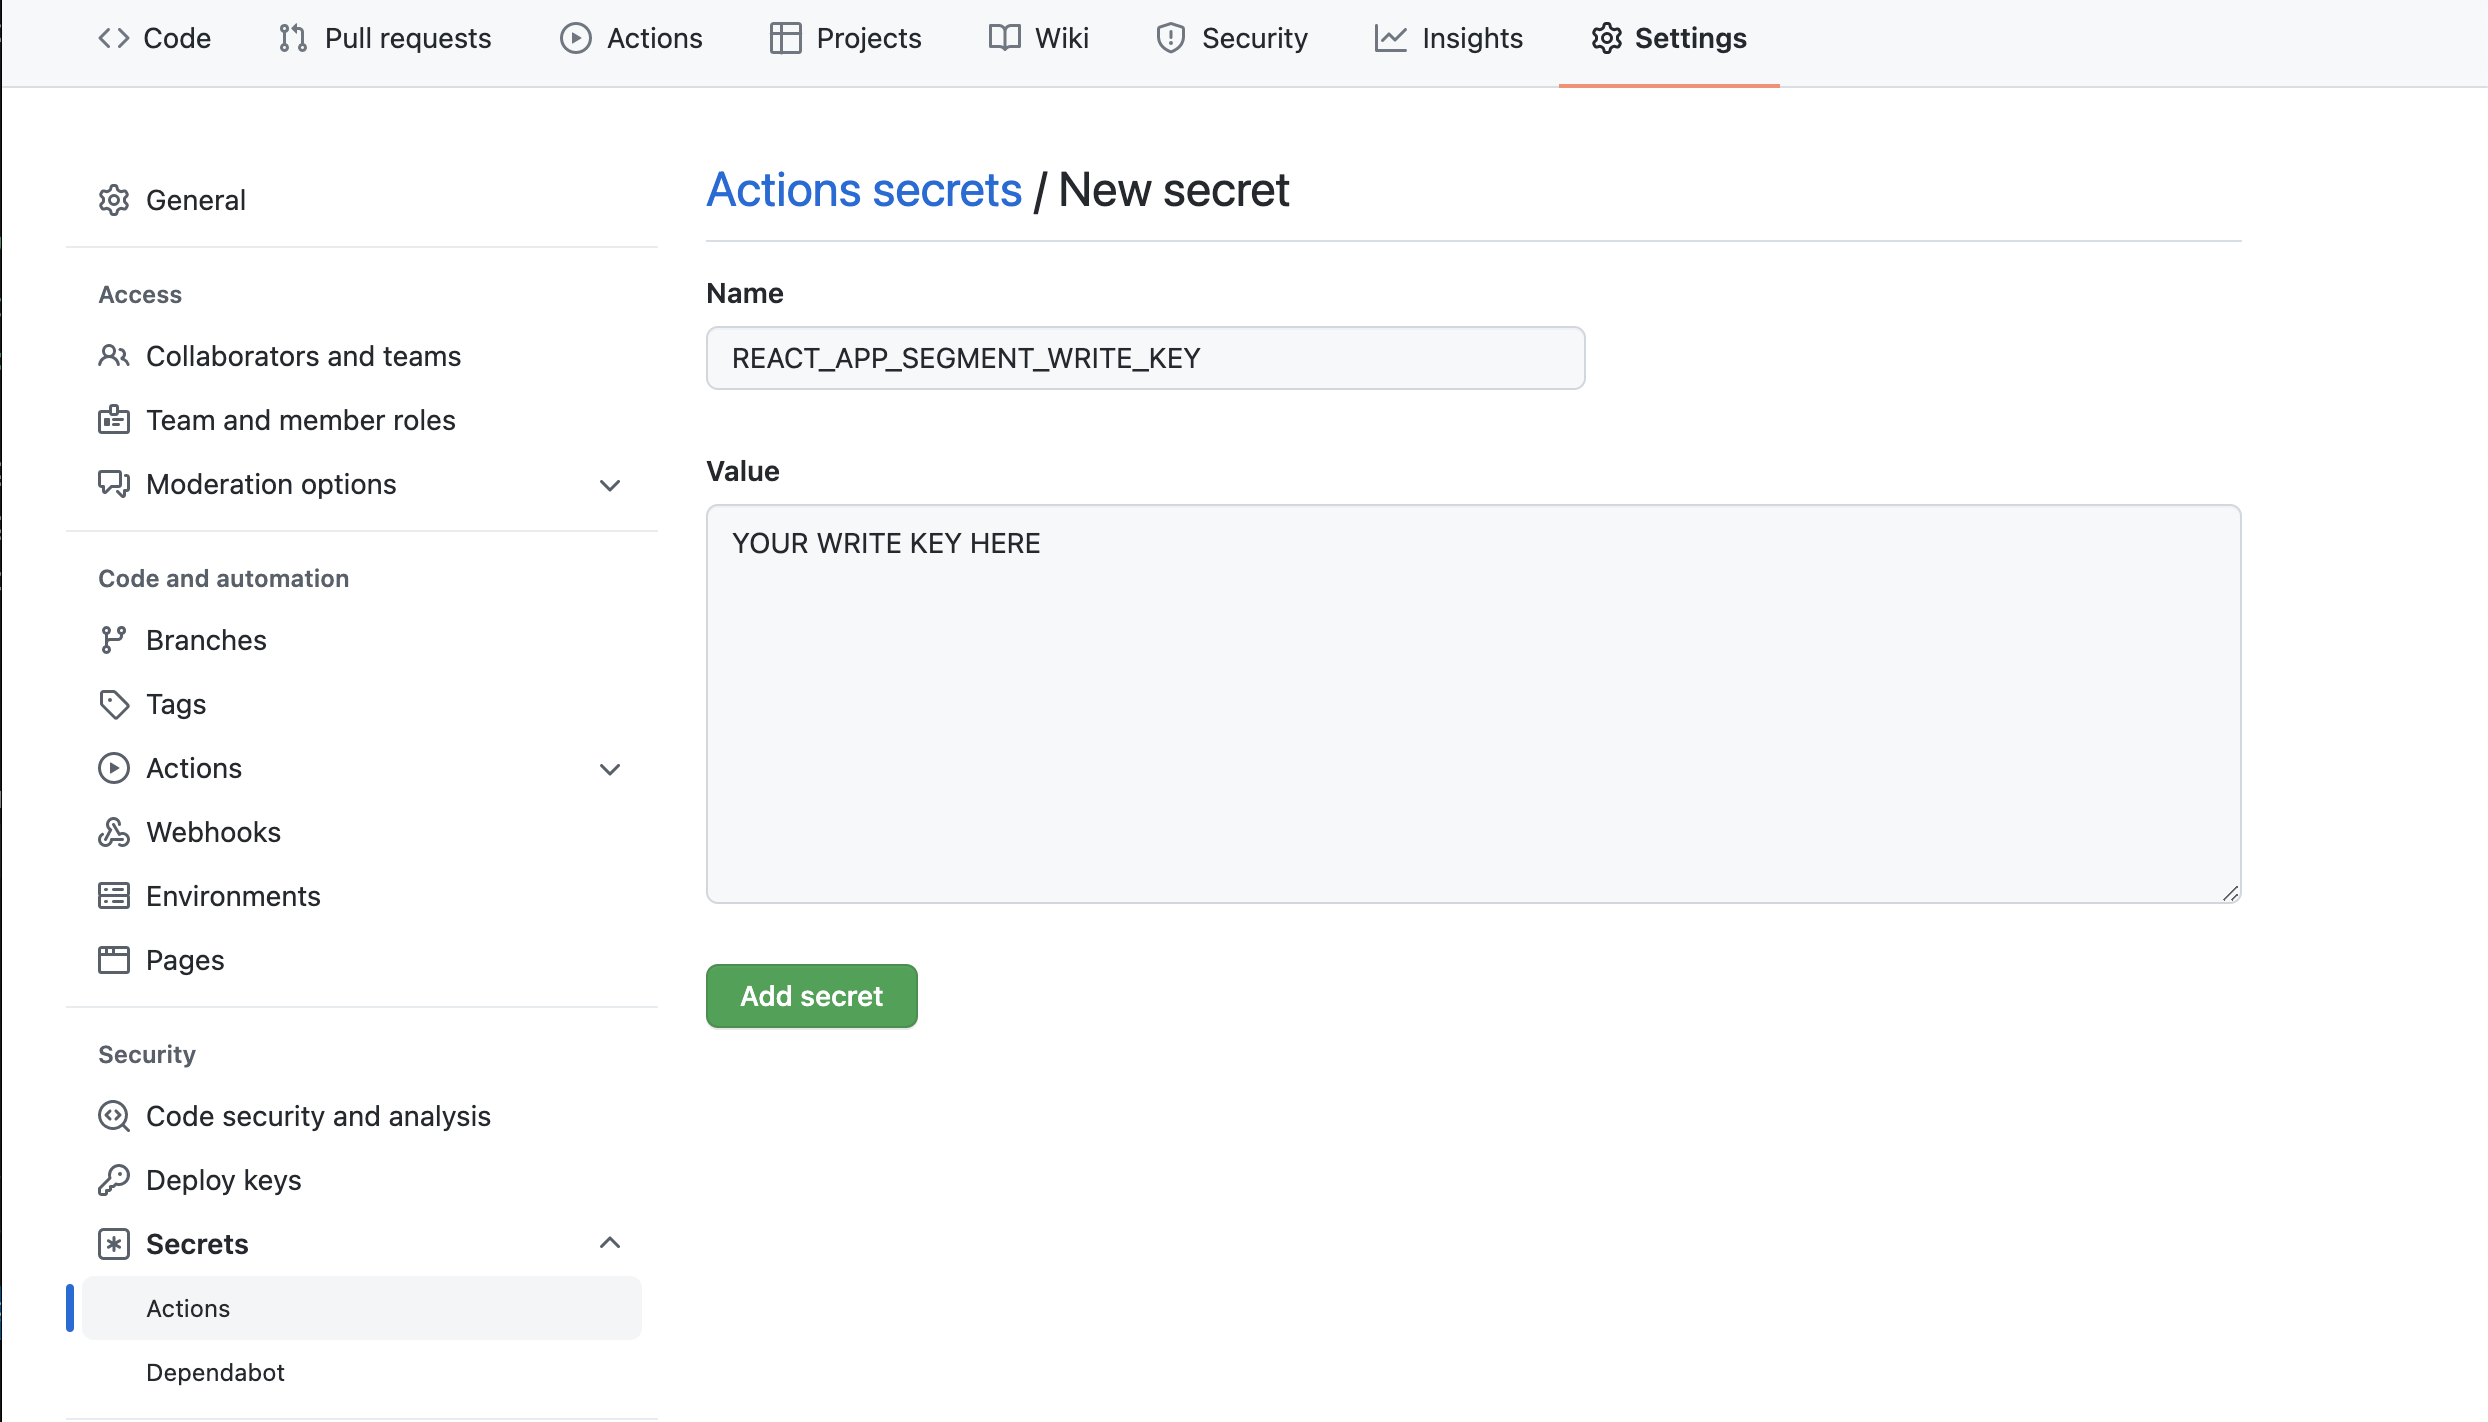 Code Pull requests Actions Projects Wiki Security Insights Settings
General
Access
Collaborators and teams
Team and member roles
Moderation options
Code and automation
Branches
Tags
Actions
Webhooks
Environments
Pages
Security
Code security and analysis
Deploy keys
Secrets
Actions
Dependabot
Actions secrets / New secret
Name
REACT_APP_SEGMENT_WRITE_KEY
Value
YOUR WRITE KEY HERE
Add secret